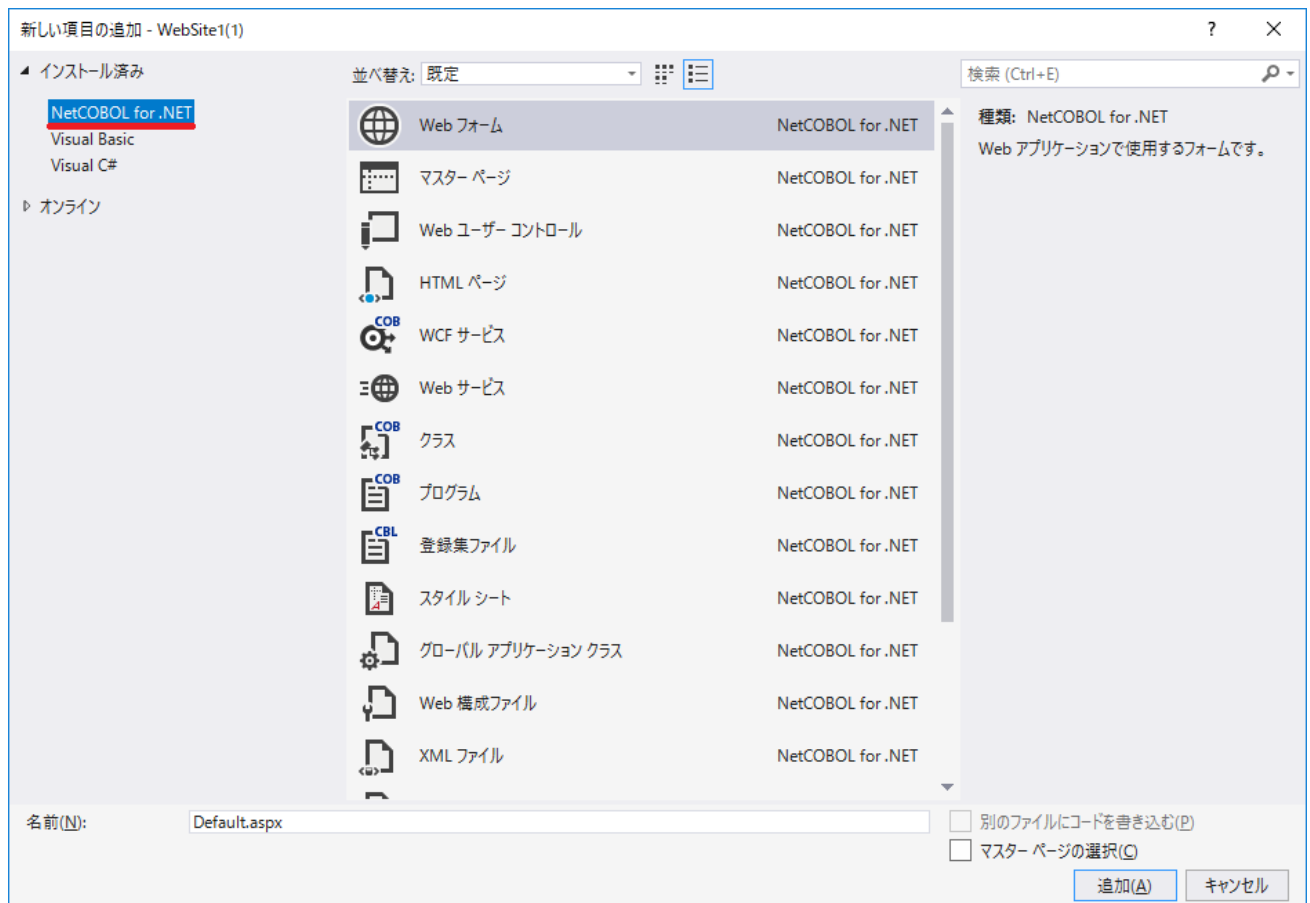 新しい項目の追加 - WebSite1(1)
?
インストール済み
NetCOBOL for .NET
Visual Basic
Visual C#
オンライン
並べ替え: 既定
検索 (Ctrl+E)
Web フォーム NetCOBOL for .NET
マスター ページ NetCOBOL for .NET
Web ユーザー コントロール NetCOBOL for .NET
HTML ページ NetCOBOL for .NET
COB
WCF サービス NetCOBOL for .NET
Web サービス NetCOBOL for .NET
COB
クラス NetCOBOL for .NET
COB
プログラム NetCOBOL for .NET
CBL
登録集ファイル NetCOBOL for .NET
スタイル シート NetCOBOL for .NET
グローバル アプリケーション クラス NetCOBOL for .NET
Web 構成ファイル NetCOBOL for .NET
XML ファイル NetCOBOL for .NET
種類: NetCOBOL for .NET
Web アプリケーションで使用するフォームです。
名前(N): Default.aspx
別のファイルにコードを書き込む(P)
マスター ページの選択(C)
追加(A) キャンセル